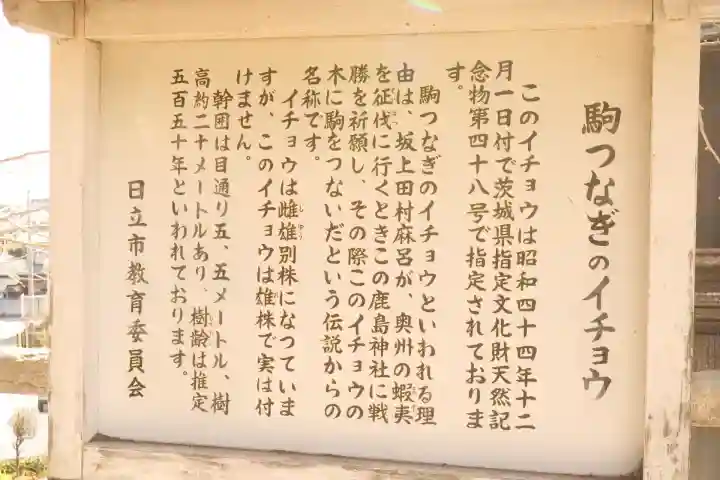 駒つなぎのイチョウ
このイチョウは昭和四十四年十二
月一日付で茨城県指定文化財天然記
念物第四十八号で指定されておりま
す。
駒つなぎのイチョウといわれる理
由は、坂上田村麻呂が、奥州の蝦夷
を征伐に行くときこの鹿島神社に戦
勝を祈願し、その際このイチョウの
木に駒をつないだという伝説からの
名称です。
イチョウは雌雄別株になっていま
すが、このイチョウは雄株で実は付
けません。
幹囲は目通り五、五メートル、樹
高約二十メートルあり、樹齢は推定
五百五十年といわれております。
日立市教育委員会